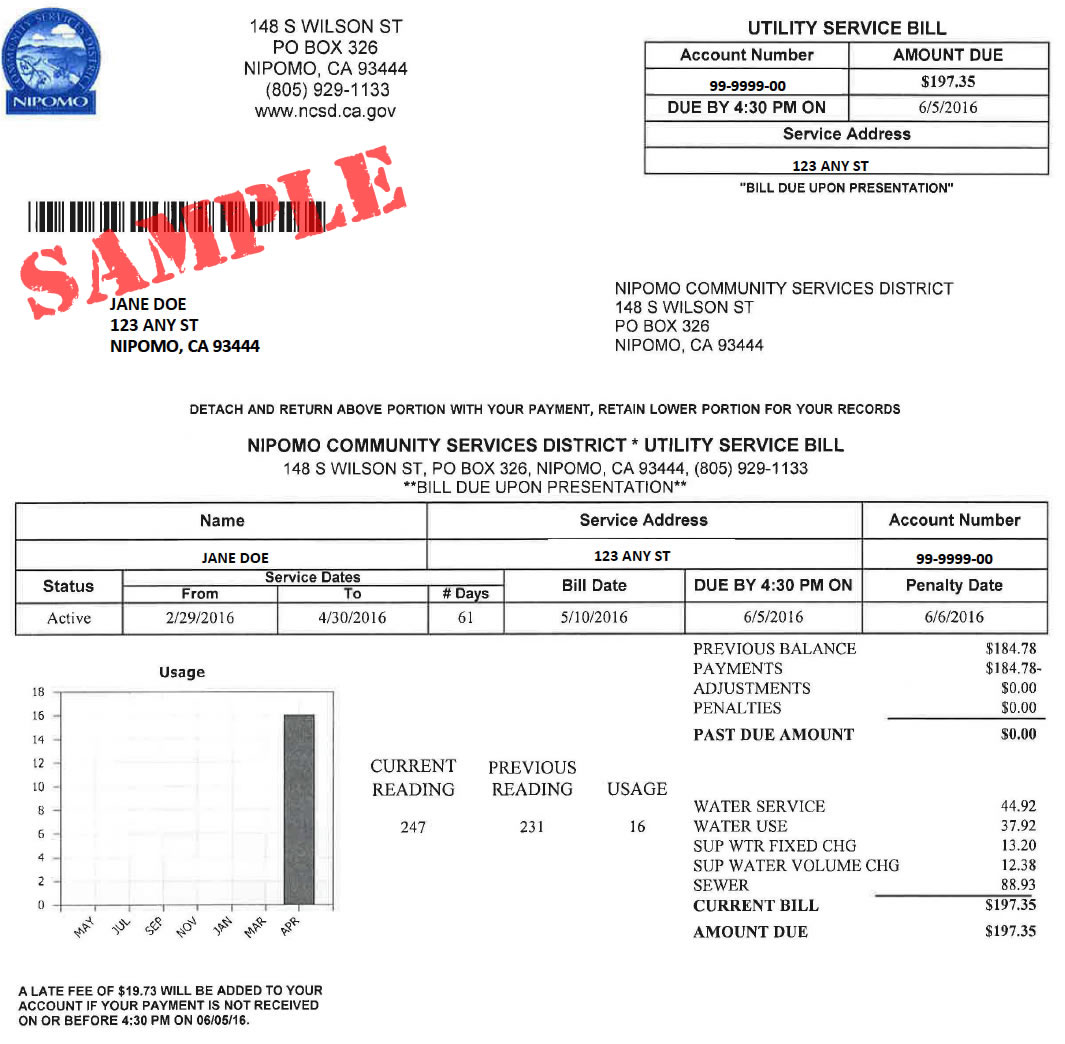 COMMUNITY SERVICES DISTRICT
NIPOMO
148 S WILSON ST
PO BOX 326
NIPOMO, CA 93444
(805) 929-1133
www.ncsd.ca.gov
UTILITY SERVICE BILL
Account Number AMOUNT DUE
99-9999-00 $197.35
DUE BY 4:30 PM ON 6/5/2016
Service Address
123 ANY ST
"BILL DUE UPON PRESENTATION"
SAMPLE
JANE DOE
123 ANY ST
NIPOMO, CA 93444
NIPOMO COMMUNITY SERVICES DISTRICT
148 S WILSON ST
PO BOX 326
NIPOMO, CA 93444
DETACH AND RETURN ABOVE PORTION WITH YOUR PAYMENT, RETAIN LOWER PORTION FOR YOUR RECORDS
NIPOMO COMMUNITY SERVICES DISTRICT * UTILITY SERVICE BILL
148 S WILSON ST, PO BOX 326, NIPOMO, CA 93444, (805) 929-1133
**BILL DUE UPON PRESENTATION**
Name Service Address Account Number
JANE DOE 123 ANY ST 99-9999-00
Status Service Dates Bill Date DUE BY 4:30 PM ON Penalty Date
From To # Days
Active 2/29/2016 4/30/2016 61 5/10/2016 6/5/2016 6/6/2016
Usage
18
16
14
12
10
8
6
4
2
0
MAY JUL SEP NOV JAN MAR APR
CURRENT READING PREVIOUS READING USAGE
247 231 16
PREVIOUS BALANCE $184.78
PAYMENTS $184.78-
ADJUSTMENTS $0.00
PENALTIES $0.00
PAST DUE AMOUNT $0.00
WATER SERVICE 44.92
WATER USE 37.92
SUP WTR FIXED CHG 13.20
SUP WATER VOLUME CHG 12.38
SEWER 88.93
CURRENT BILL $197.35
AMOUNT DUE $197.35
A LATE FEE OF $19.73 WILL BE ADDED TO YOUR
ACCOUNT IF YOUR PAYMENT IS NOT RECEIVED
ON OR BEFORE 4:30 PM ON 06/05/16.